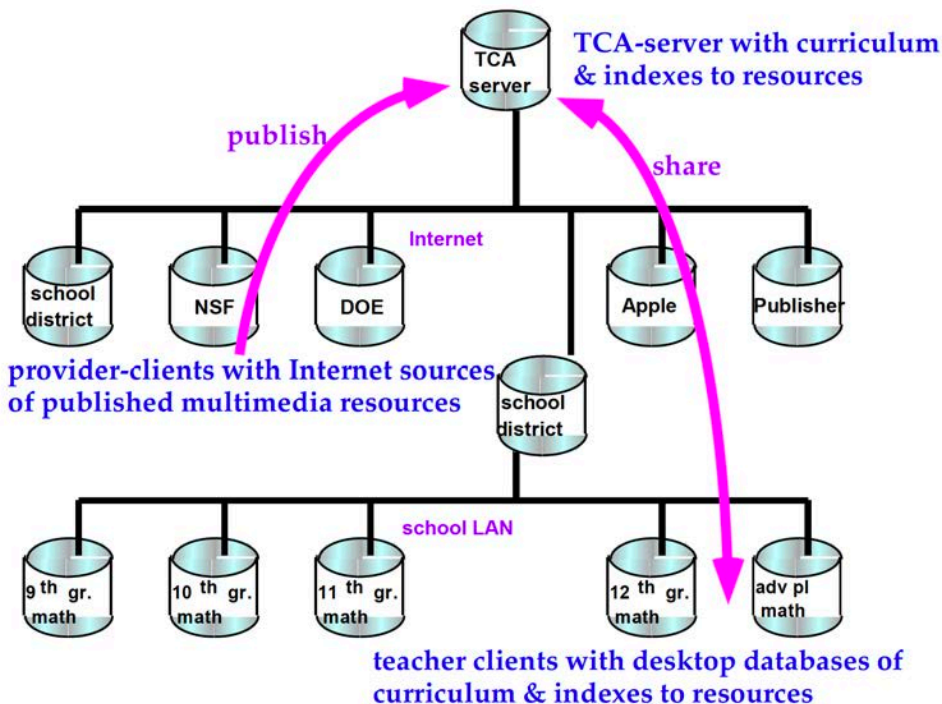 TCA
server
TCA-server with curriculum
& indexes to resources
publish
share
Internet
school
district
NSF
DOE
Apple
Publisher
provider-clients with Internet sources
of published multimedia resources
school
district
school LAN
9 th gr.
math
10 th gr.
math
11 th gr.
math
12 th gr.
math
adv pl
math
teacher clients with desktop databases of
curriculum & indexes to resources